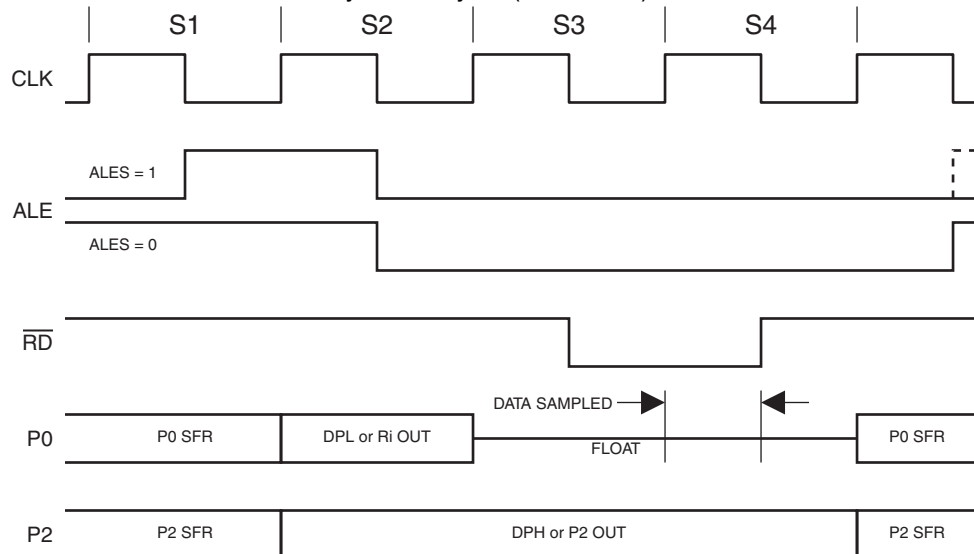 S1 S2 S3 S4
CLK
ALES = 1
ALE
ALES = 0
RD
DATA SAMPLED
P0 P0 SFR DPL or Ri OUT FLOAT P0 SFR
P2 P2 SFR DPH or P2 OUT P2 SFR